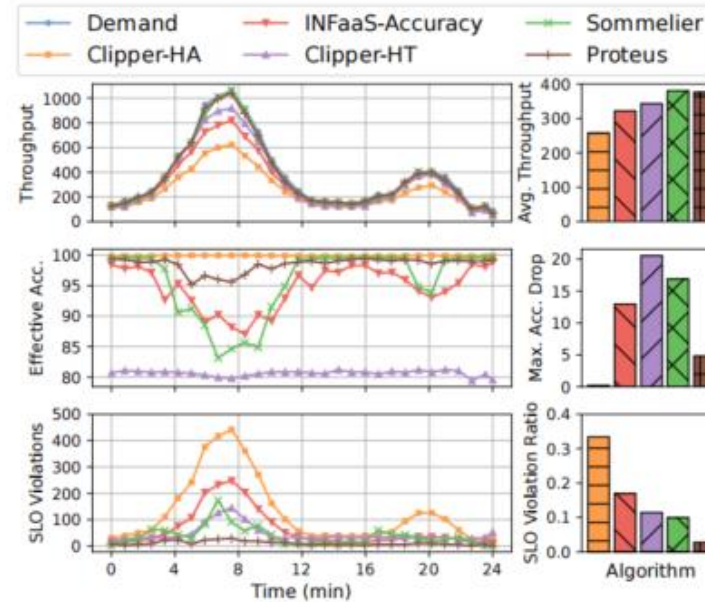 Demand INFaaS-Accuracy Sommelier
Clipper-HA Clipper-HT Proteus
Throughput
1000
800
600
400
200
0
Avg. Throughput
400
300
200
100
0
Effective Acc.
100
95
90
85
80
Max. Acc. Drop
20
15
10
5
0
SLO Violations
500
400
300
200
100
0
0 4 8 12 16 20 24
Time (min)
SLO Violation Ratio
0.4
0.3
0.2
0.1
0.0
Algorithm